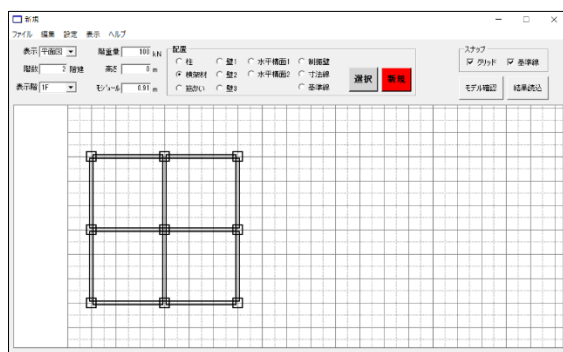 新規
ファイル 編集 設定 表示 ヘルプ
表示 平面図 階重量 100 kN 配置 スナップ
柱 壁1 水平構面1 制振壁 グリッド 基準線
階数 2 階建 高さ 0 m 横架材 壁2 水平構面2 寸法線 選択 新規
表示階 1F モジュール 0.91 m 筋かい 壁3 基準線 モデル確認 結果読込